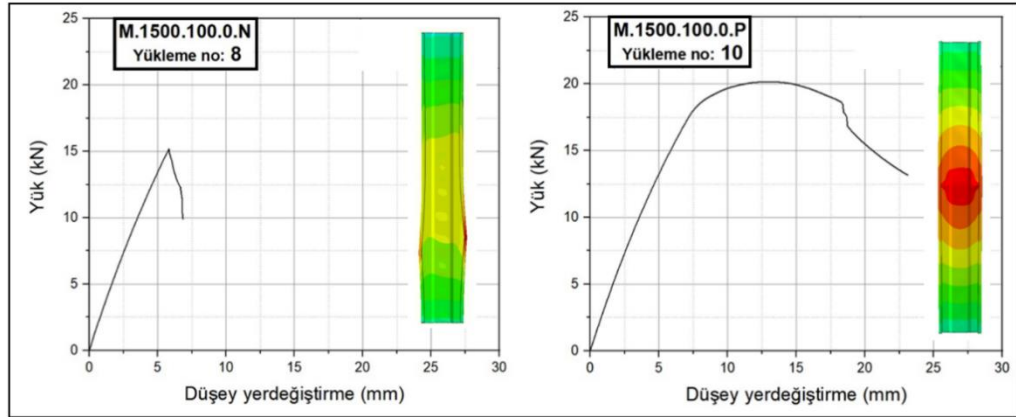 M.1500.100.0.N
Yükleme no: 8
25
20
15
10
5
0
Yük (kN)
0 5 10 15 20 25 30
Düşey yerdeğiştirme (mm)
M.1500.100.0.P
Yükleme no: 10
25
20
15
10
5
0
Yük (kN)
0 5 10 15 20 25 30
Düşey yerdeğiştirme (mm)